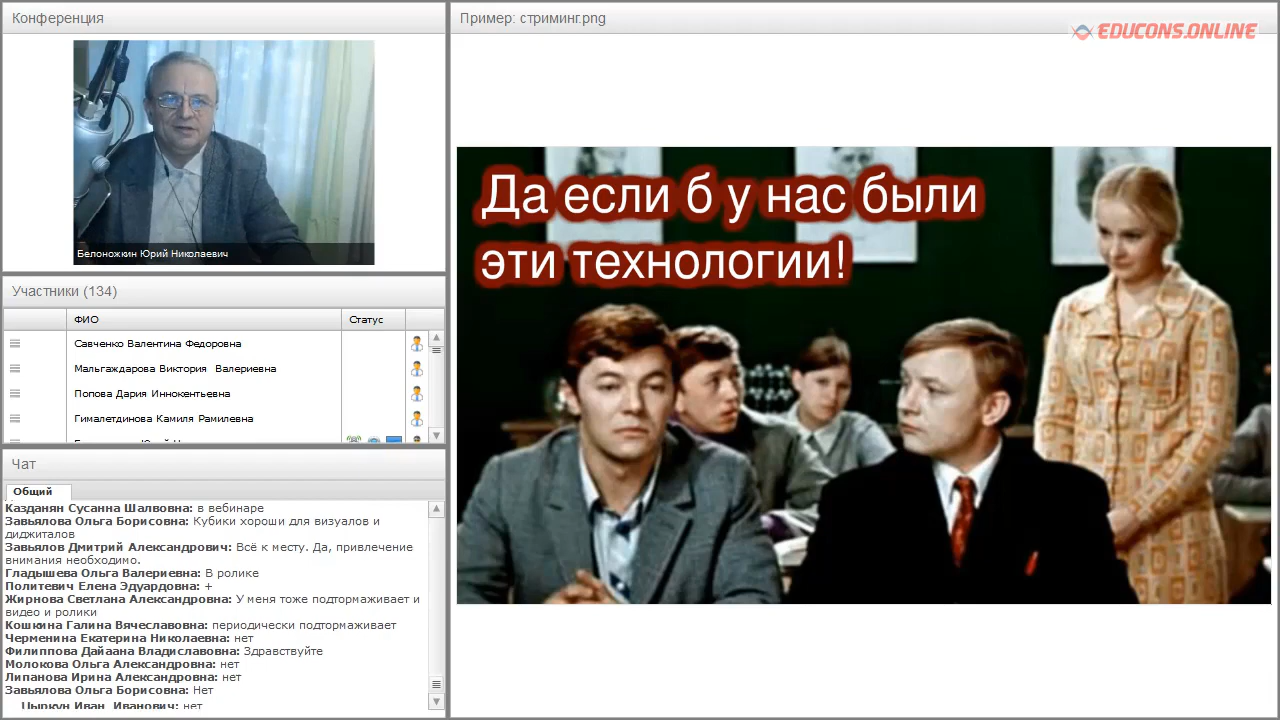 Конференция
Белоножкин Юрий Николаевич
Участники (134)
ФИО
Статус
Савченко Валентина Федоровна
Мальгаждарова Виктория Валериевна
Попова Дария Иннокентьевна
Гималетдинова Камиля Рамилевна
Чат
Общий
Казданян Сусанна Шалвовна: в вебинаре
Завьялова Ольга Борисовна: Кубики хороши для визуалов и
диджиталов
Завьялов Дмитрий Александрович: Всё к месту. Да, привлечение
внимания необходимо.
Гладышева Ольга Валериевна: В ролике
Политевич Елена Эдуардовна: +
Жирнова Светлана Александровна: У меня тоже подтормаживает и
видео и ролики
Кошкина Галина Вячеславовна: периодически подтормаживает
Черменина Екатерина Николаевна: нет
Филиппова Дайаана Владиславовна: Здравствуйте
Молокова Ольга Александровна: нет
Липанова Ирина Александровна: нет
Завьялова Ольга Борисовна: Нет
Цыркун Иван Иванович: нет
Пример: стриминг.png
EDUCONS.ONLINE
Да если б у нас были
эти технологии!